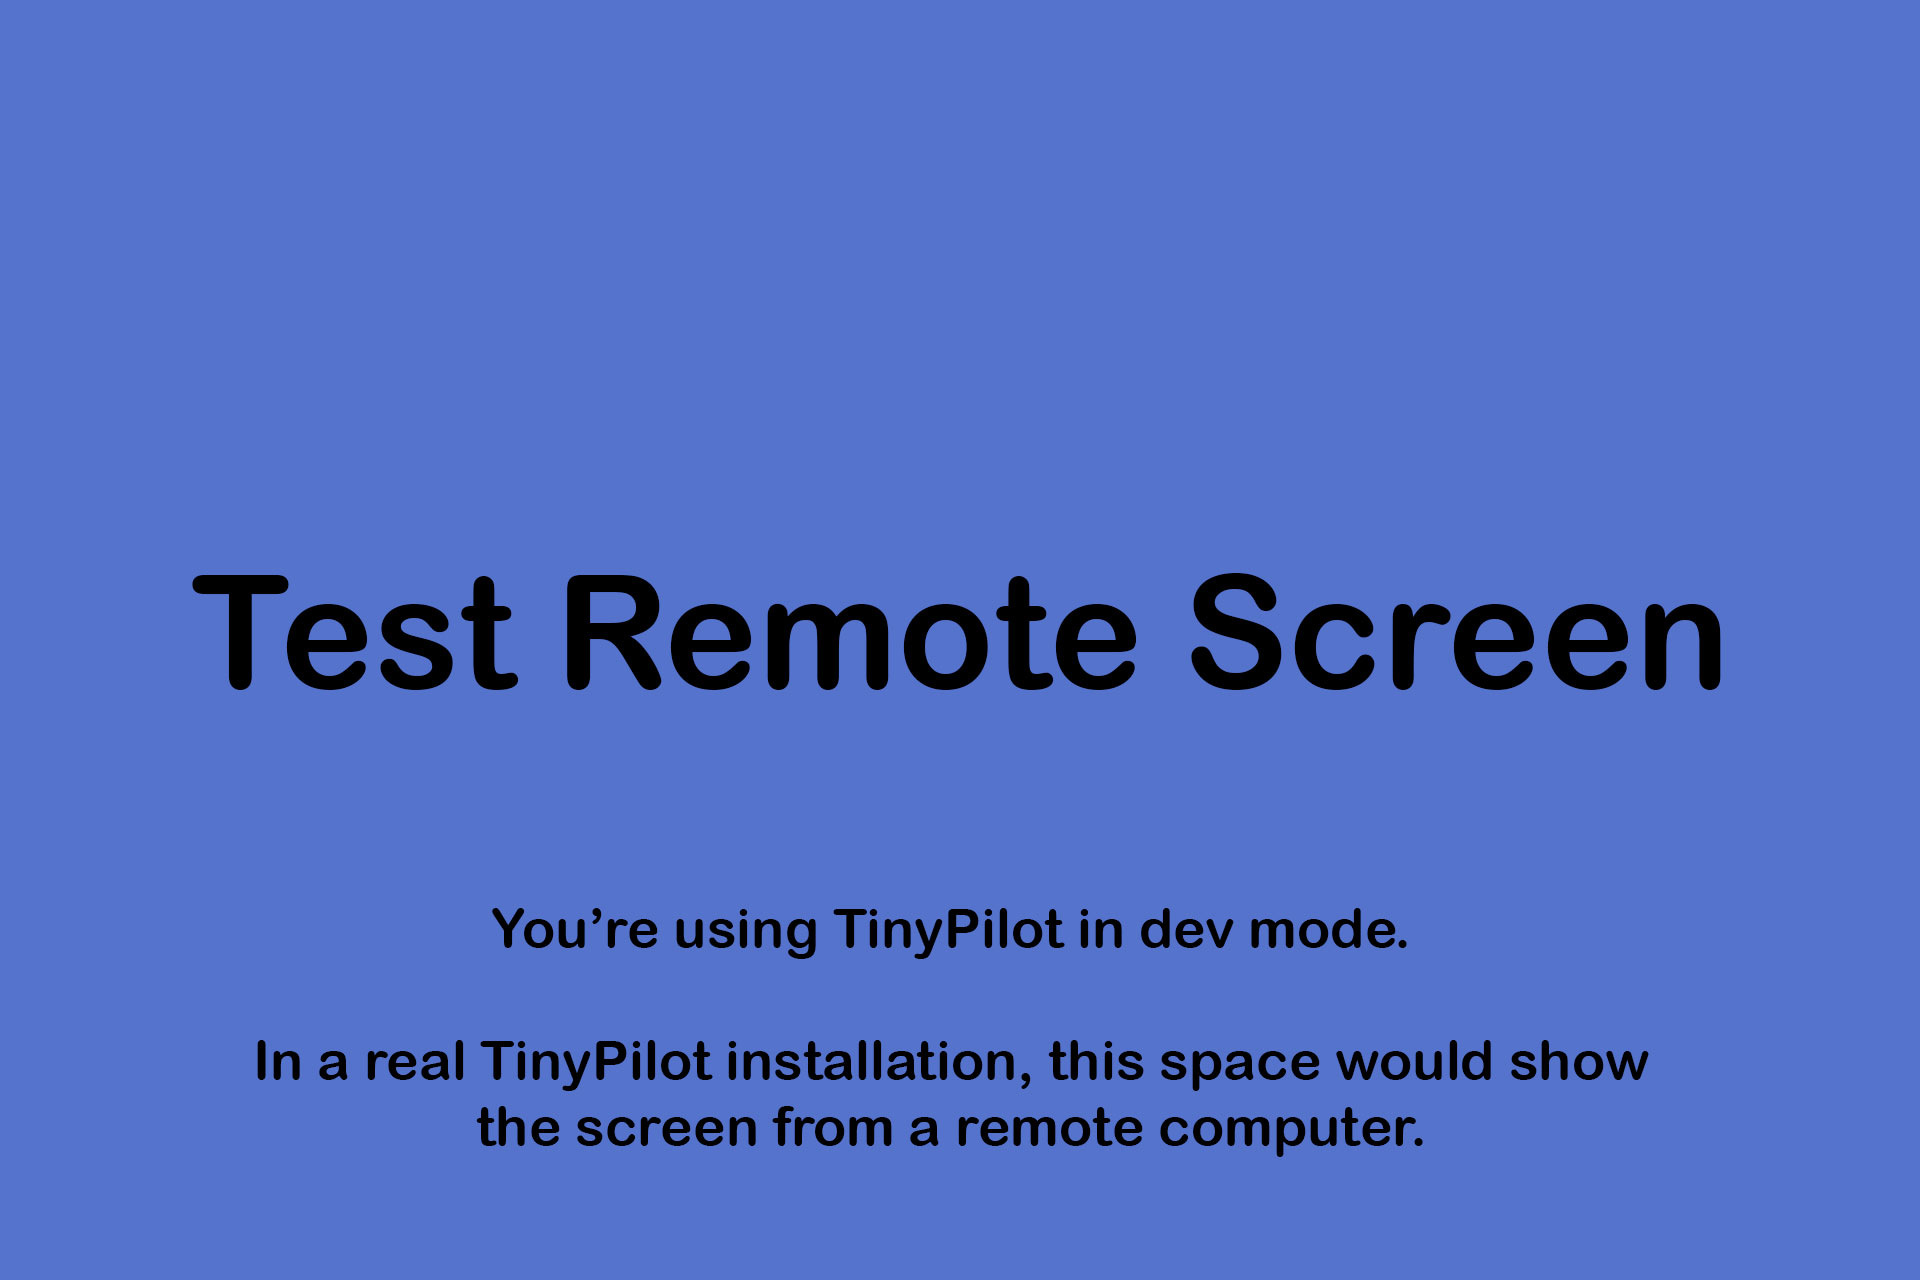 Test Remote Screen
You’re using TinyPilot in dev mode.
In a real TinyPilot installation, this space would show
the screen from a remote computer.